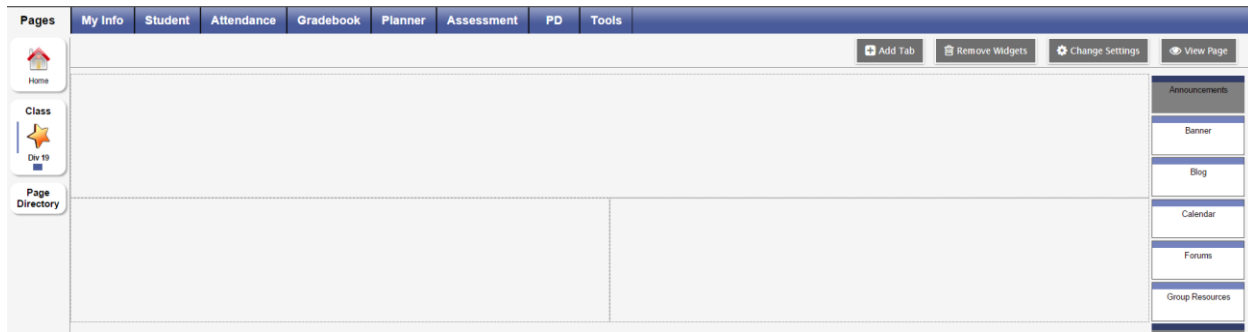 Pages My Info Student Attendance Gradebook Planner Assessment PD Tools
Add Tab Remove Widgets Change Settings View Page
Home
Class
Div 19
Page
Directory
Announcements
Banner
Blog
Calendar
Forums
Group Resources